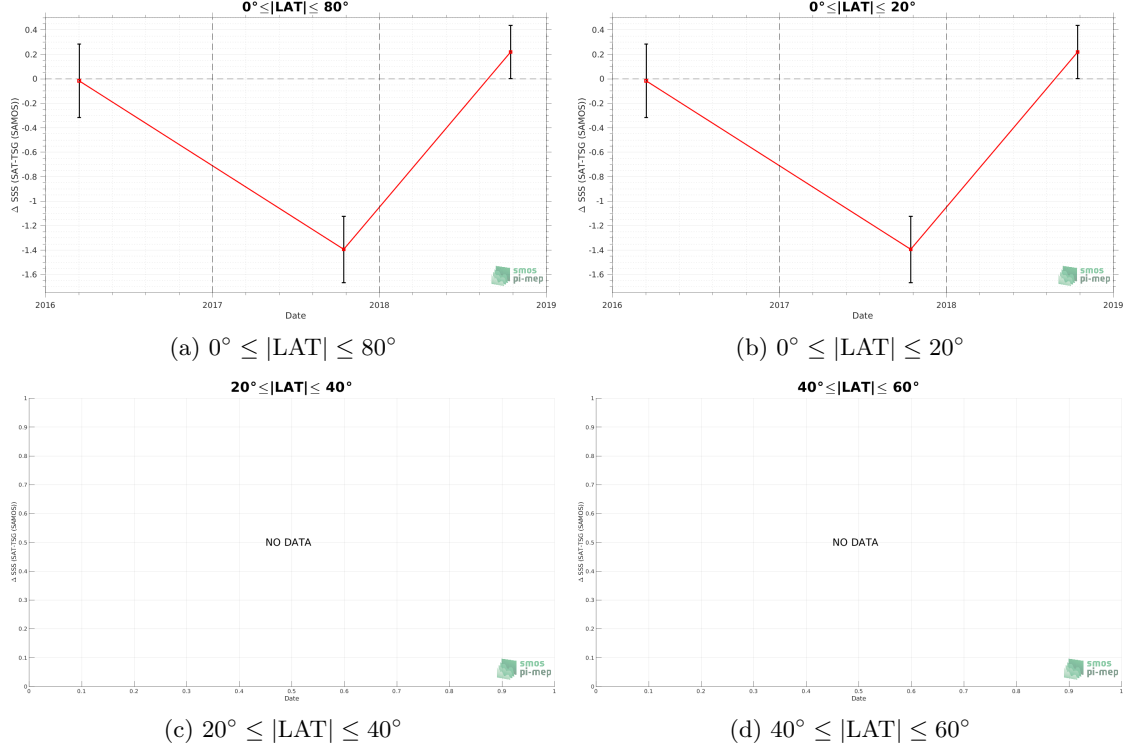 0°≤|LAT|≤ 80°
0.4
0.2
0
-0.2
-0.4
-0.6
-0.8
-1
-1.2
-1.4
-1.6
Δ SSS (SAT-TSG (SAMOS))
2016
2017
2018
2019
Date
smos
pi-mep
(a) 0° ≤ |LAT| ≤ 80°
0°≤|LAT|≤ 20°
0.4
0.2
0
-0.2
-0.4
-0.6
-0.8
-1
-1.2
-1.4
-1.6
Δ SSS (SAT-TSG (SAMOS))
2016
2017
2018
2019
Date
smos
pi-mep
(b) 0° ≤ |LAT| ≤ 20°
20°≤|LAT|≤ 40°
1
0.9
0.8
0.7
0.6
0.5
0.4
0.3
0.2
0.1
0
Δ SSS (SAT-TSG (SAMOS))
NO DATA
0
0.1
0.2
0.3
0.4
0.5
0.6
0.7
0.8
0.9
1
Date
smos
pi-mep
(c) 20° ≤ |LAT| ≤ 40°
40°≤|LAT|≤ 60°
1
0.9
0.8
0.7
0.6
0.5
0.4
0.3
0.2
0.1
0
Δ SSS (SAT-TSG (SAMOS))
NO DATA
0
0.1
0.2
0.3
0.4
0.5
0.6
0.7
0.8
0.9
1
Date
smos
pi-mep
(d) 40° ≤ |LAT| ≤ 60°